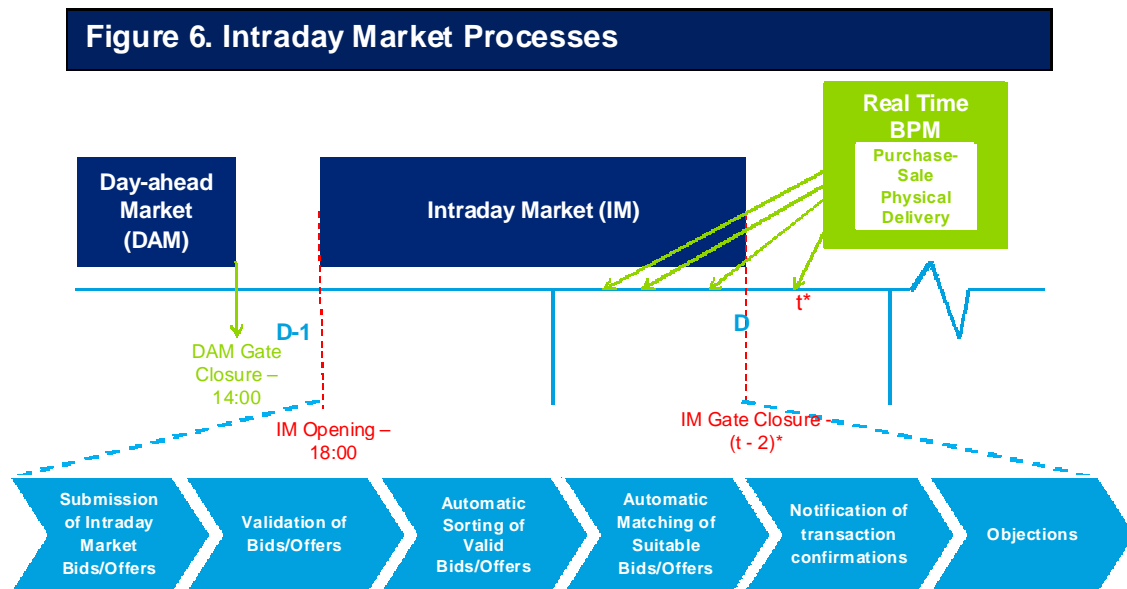 Figure 6. Intraday Market Processes
Real Time
BPM
Purchase-
Sale
Physical
Delivery
Day-ahead
Market
(DAM)
Intraday Market (IM)
t*
D-1
D
DAM Gate
Closure –
14:00
IM Opening –
18:00
IM Gate Closure -
(t - 2)*
Submission
of Intraday
Market
Bids/Offers
Validation of
Bids/Offers
Automatic
Sorting of
Valid
Bids/Offers
Automatic
Matching of
Suitable
Bids/Offers
Notification of
transaction
confirmations
Objections